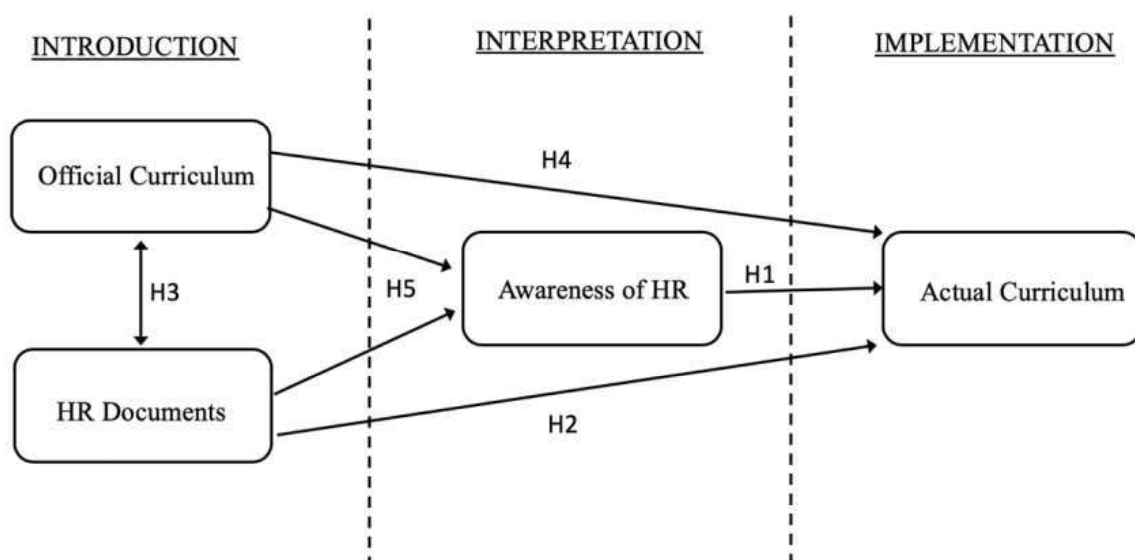 INTRODUCTION
INTERPRETATION
IMPLEMENTATION
Official Curriculum
H4
H3
H5
Awareness of HR
H1
Actual Curriculum
HR Documents
H2